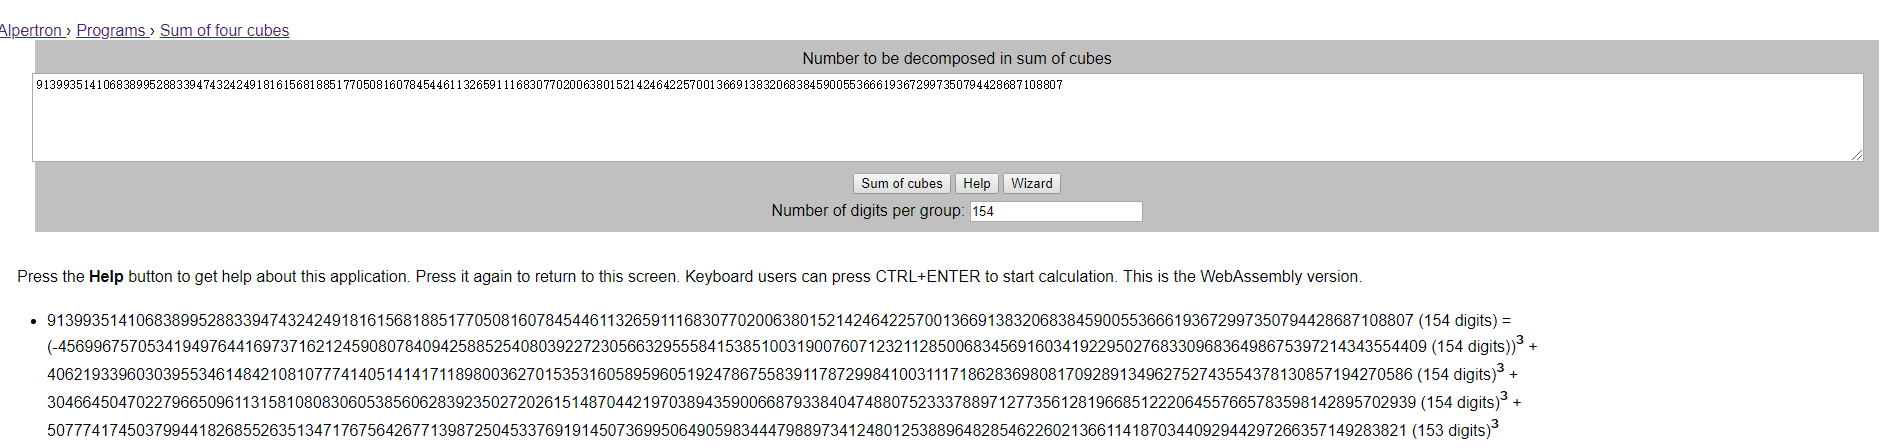 Alpertron › Programs › Sum of four cubes
Number to be decomposed in sum of cubes
9139935141068389952883394743242491816156818851770508160784544611326591116830770200638015214246422570013669138320683845900553666193672997350794428687108807
Sum of cubes Help Wizard
Number of digits per group: 154
Press the Help button to get help about this application. Press it again to return to this screen. Keyboard users can press CTRL+ENTER to start calculation. This is the WebAssembly version.
• 9139935141068389952883394743242491816156818851770508160784544611326591116830770200638015214246422570013669138320683845900553666193672997350794428687108807 (154 digits) =
(-4569967570534194976441697371621245908078409425885254080392272305663295558415385100319007607123211285006834569160341922950276833096836498675397214343554409 (154 digits))³ +
4062193396030395534614842108107774140514141711898003627015353160589596051924786755839117872998410031117186283698081709289134962752743554378130857194270586 (154 digits)³ +
3046645047022796650961131581080830605385606283923502720261514870442197038943590066879338404748807523337889712773561281966851222064557665783598142895702939 (154 digits)³ +
507774174503799441826855263513471767564267713987250453376919145073699506490598344479889734124801253889648285462260213661141870344092944297266357149283821 (153 digits)³